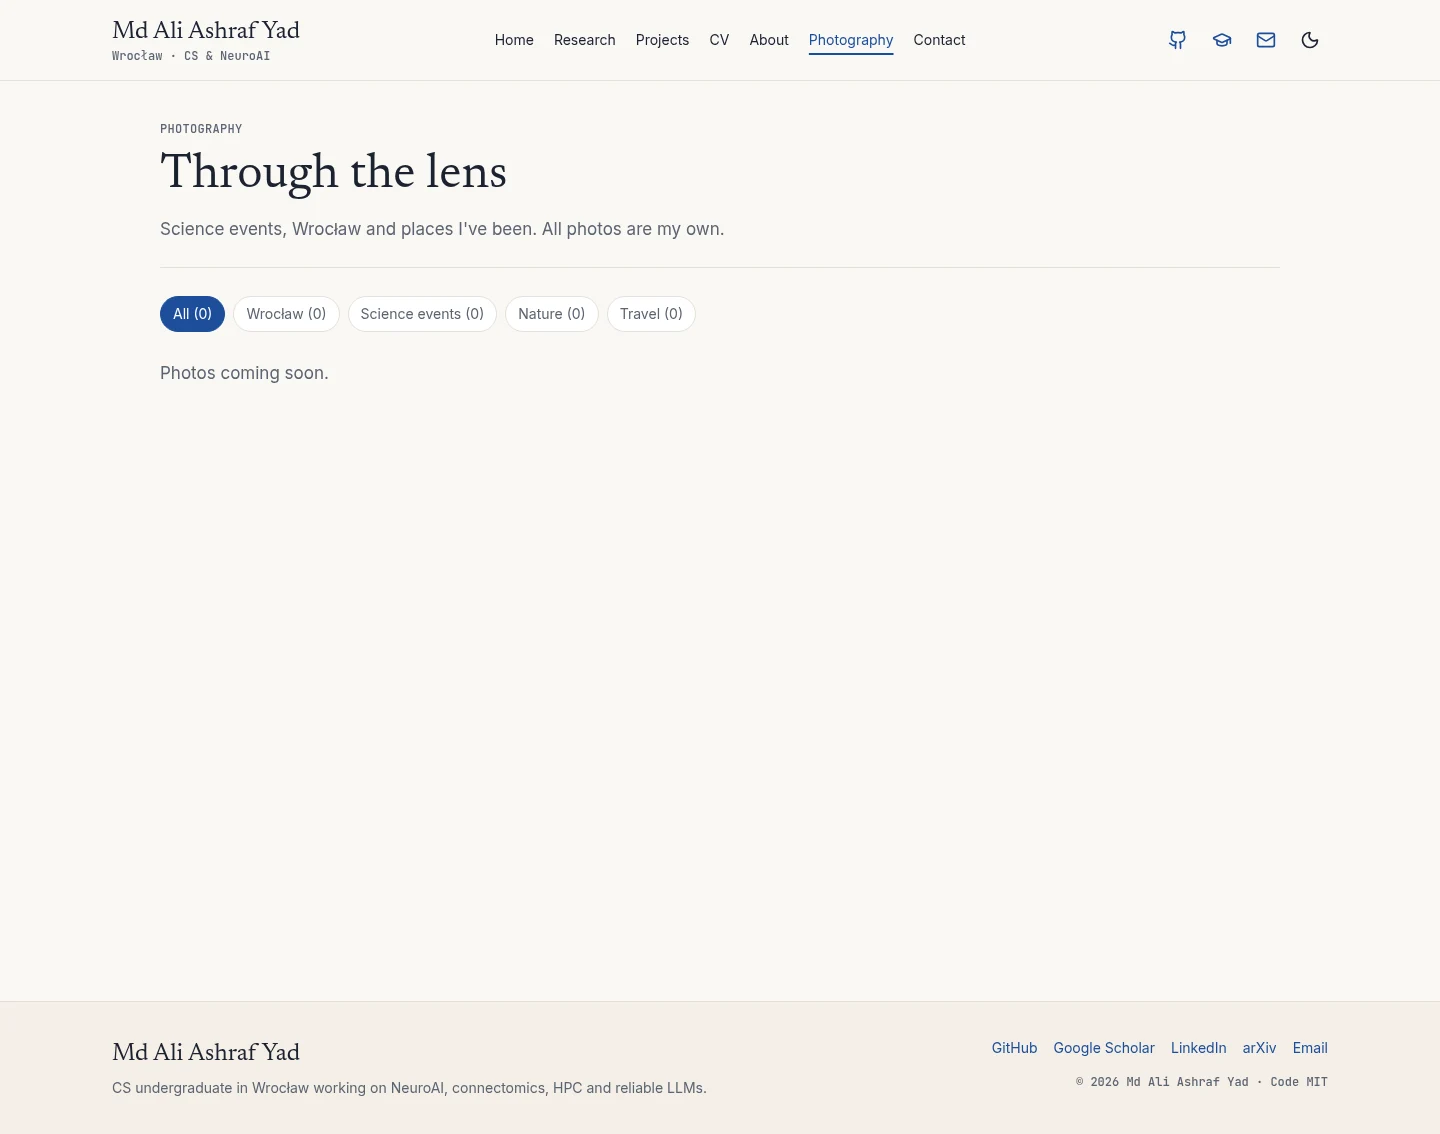 Md Ali Ashraf Yad
Wrocław · CS & NeuroAI
Home Research Projects CV About Photography Contact
PHOTOGRAPHY
Through the lens
Science events, Wrocław and places I've been. All photos are my own.
All (0) Wrocław (0) Science events (0) Nature (0) Travel (0)
Photos coming soon.
Md Ali Ashraf Yad
CS undergraduate in Wrocław working on NeuroAI, connectomics, HPC and reliable LLMs.
GitHub Google Scholar LinkedIn arXiv Email
© 2026 Md Ali Ashraf Yad · Code MIT